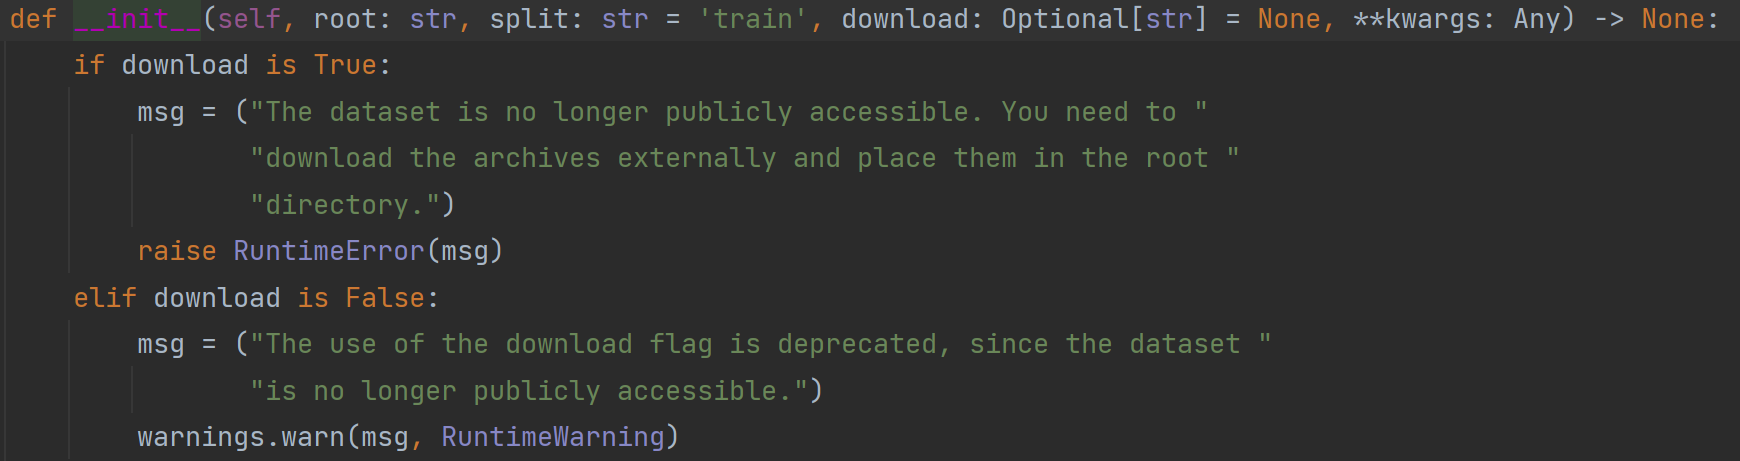 def __init__(self, root: str, split: str = 'train', download: Optional[str] = None, **kwargs: Any) -> None:
    if download is True:
        msg = ("The dataset is no longer publicly accessible. You need to "
               "download the archives externally and place them in the root "
               "directory.")
        raise RuntimeError(msg)
    elif download is False:
        msg = ("The use of the download flag is deprecated, since the dataset "
               "is no longer publicly accessible.")
        warnings.warn(msg, RuntimeWarning)